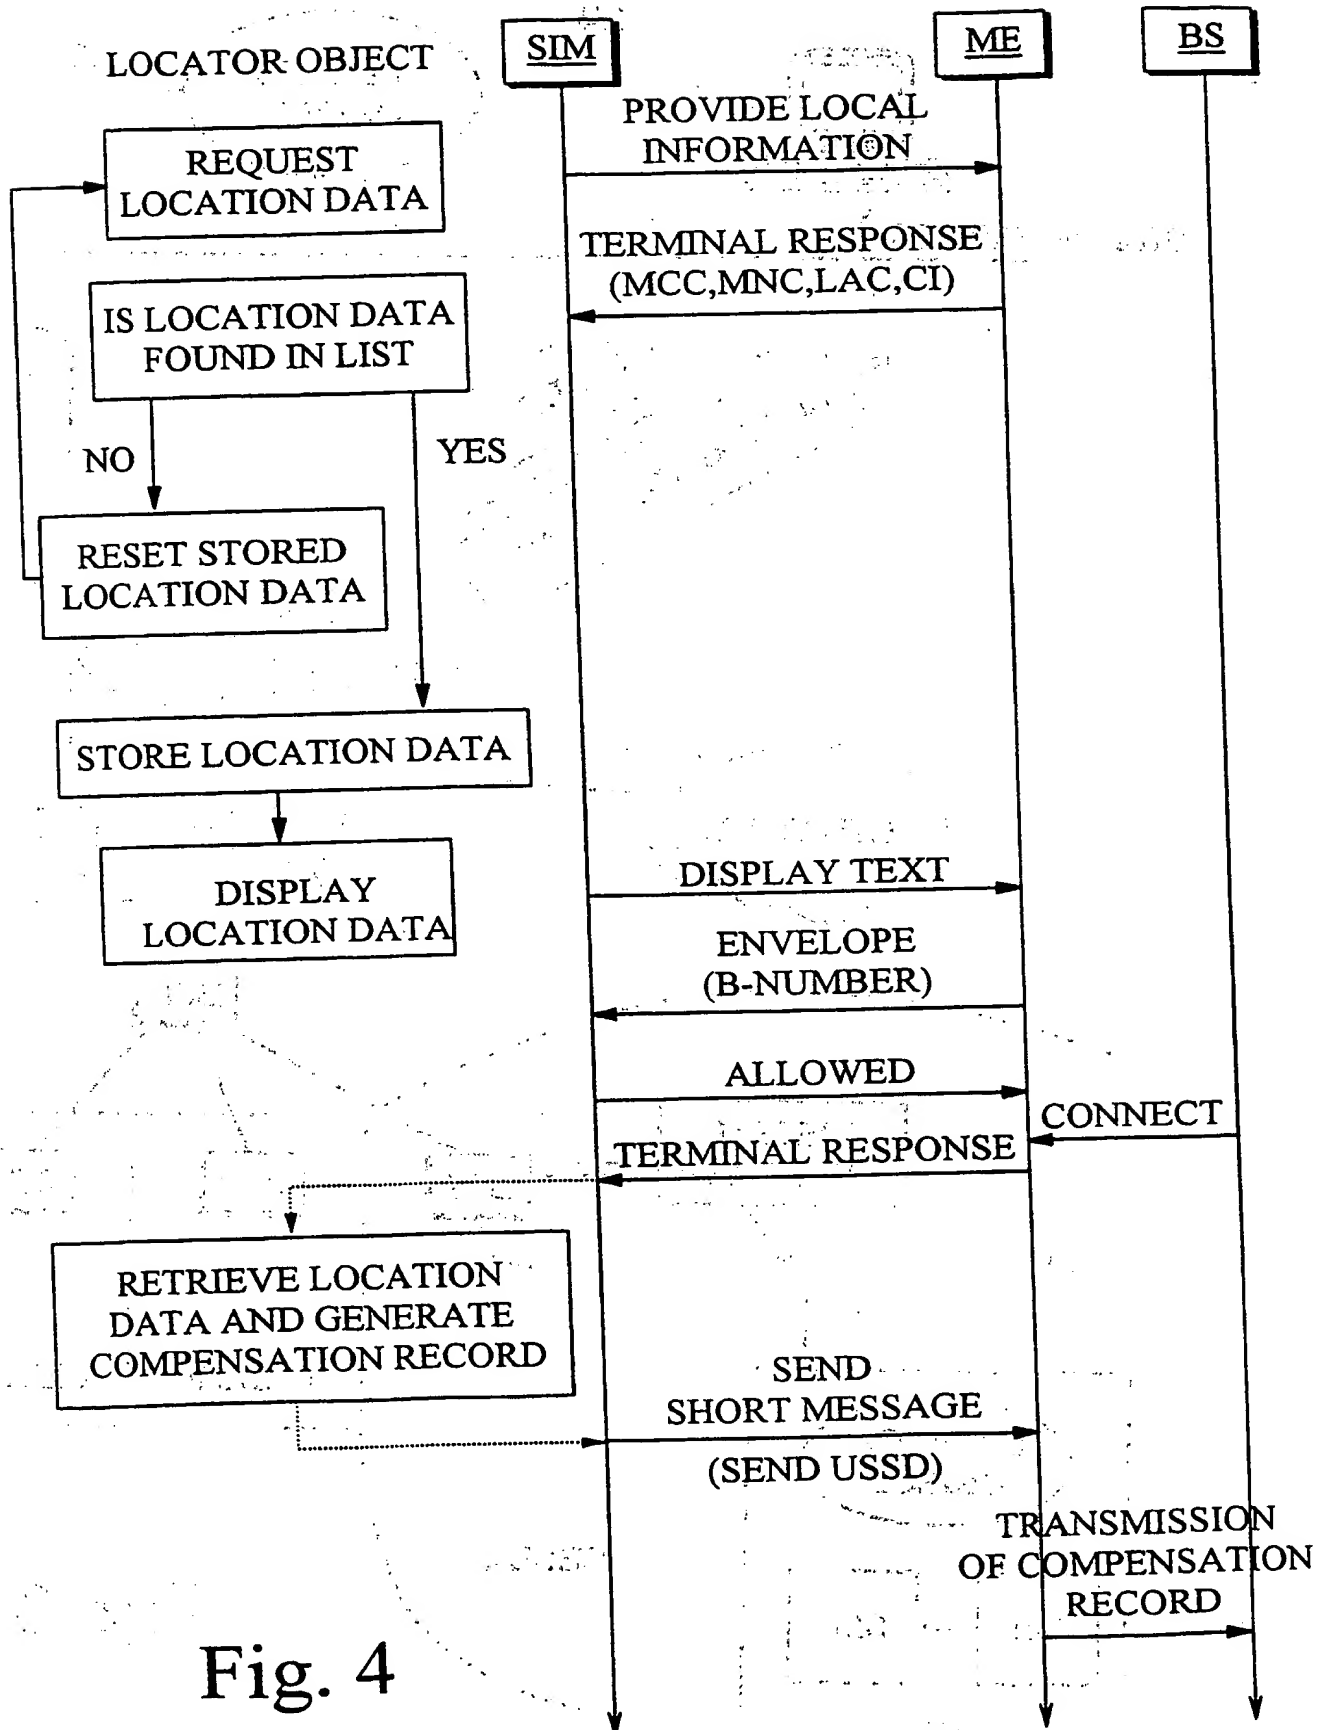 LOCATOR OBJECT
SIM
ME
BS
PROVIDE LOCAL
INFORMATION
REQUEST
LOCATION DATA
TERMINAL RESPONSE
(MCC,MNC,LAC,CI)
IS LOCATION DATA
FOUND IN LIST
NO
YES
RESET STORED
LOCATION DATA
STORE LOCATION DATA
DISPLAY
LOCATION DATA
DISPLAY TEXT
ENVELOPE
(B-NUMBER)
ALLOWED
CONNECT
TERMINAL RESPONSE
RETRIEVE LOCATION
DATA AND GENERATE
COMPENSATION RECORD
SEND
SHORT MESSAGE
(SEND USSD)
TRANSMISSION
OF COMPENSATION
RECORD
Fig. 4